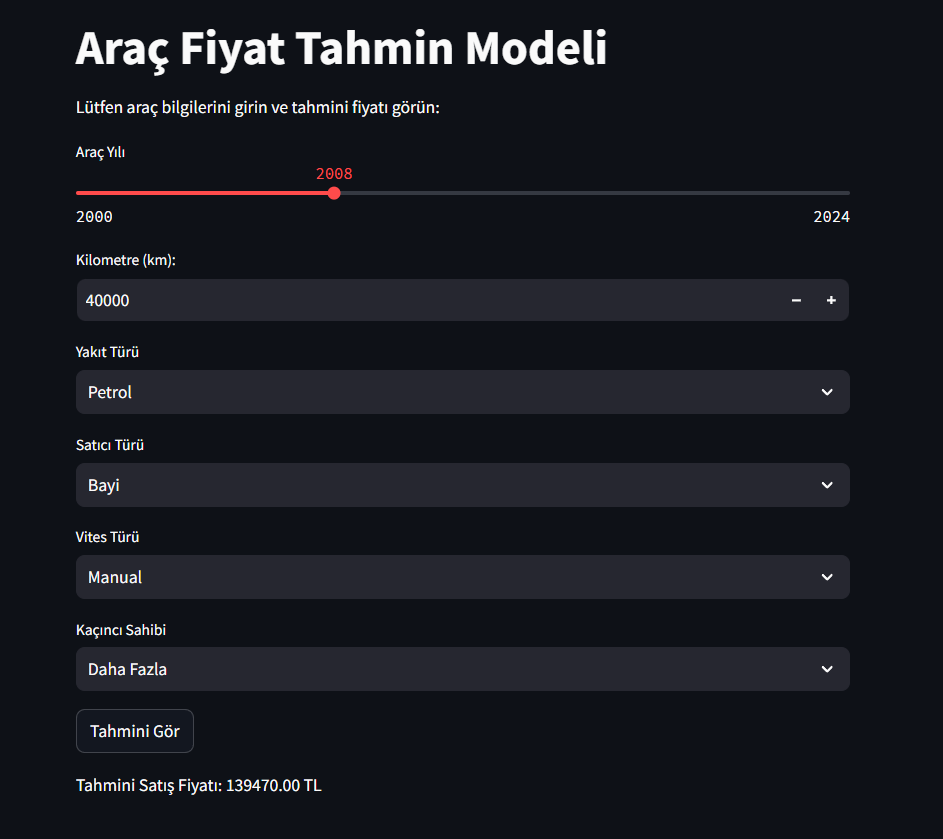 Araç Fiyat Tahmin Modeli
Lütfen araç bilgilerini girin ve tahmini fiyatı görün:
Araç Yılı
2008
2000 2024
Kilometre (km):
40000 − +
Yakıt Türü
Petrol
Satıcı Türü
Bayi
Vites Türü
Manual
Kaçıncı Sahibi
Daha Fazla
Tahmini Gör
Tahmini Satış Fiyatı: 139470.00 TL